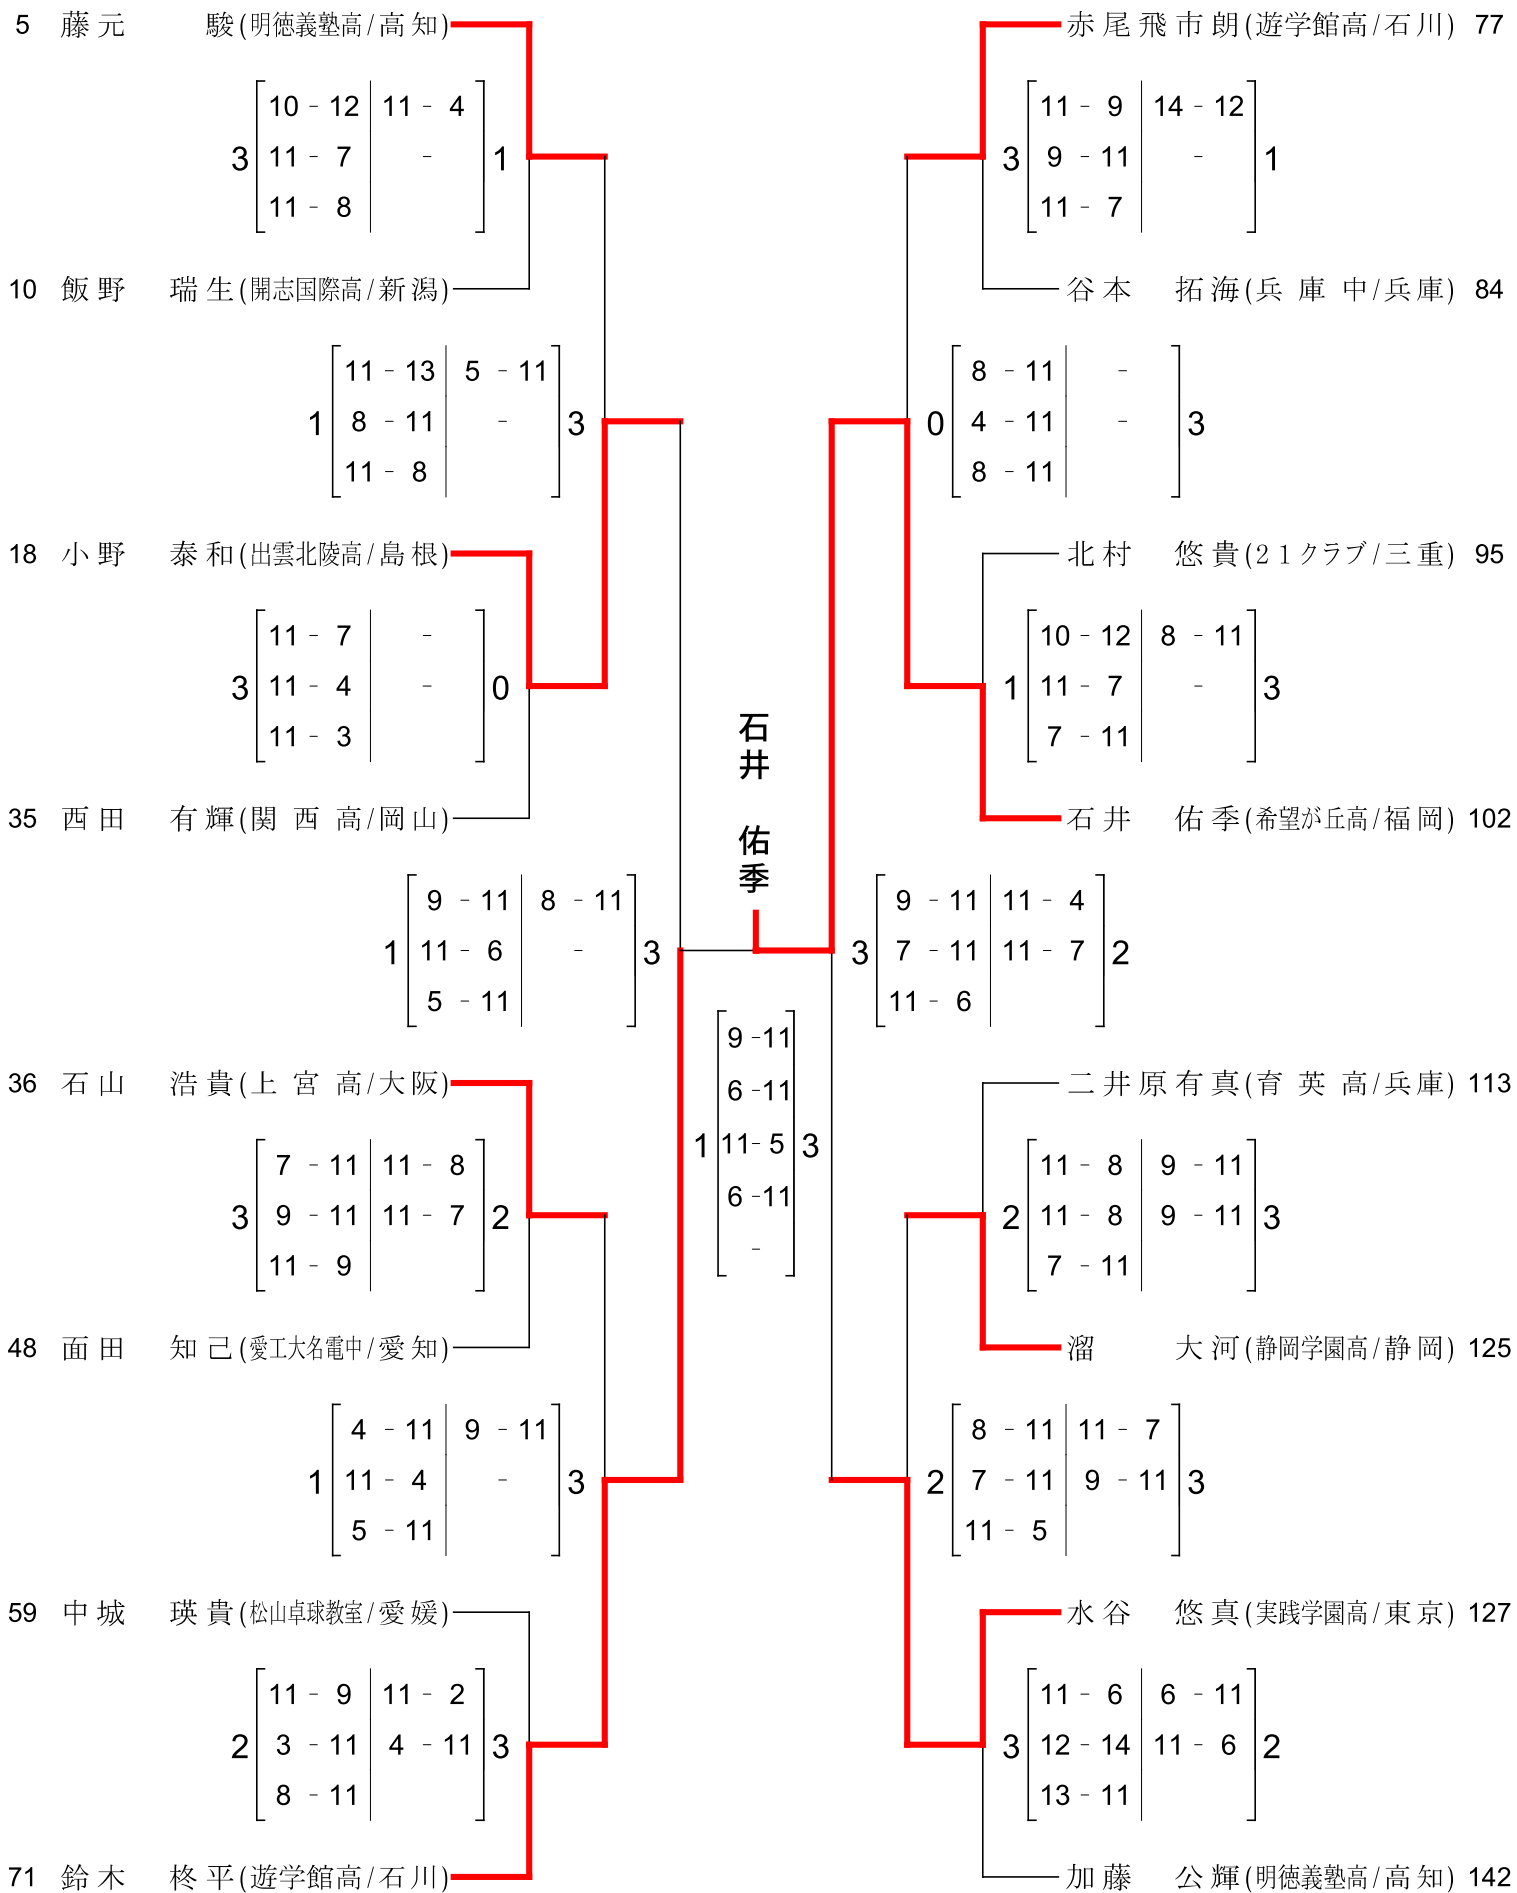 5 藤元 駿(明徳義塾高/高知)
3 10 - 12 11 - 4 1
11 - 7 -
11 - 8
10 飯野 瑞生(開志国際高/新潟)
1 11 - 13 5 - 11 3
8 - 11 -
11 - 8
18 小野 泰和(出雲北陵高/島根)
3 11 - 7 - 0
11 - 4 -
11 - 3
35 西田 有輝(関西高/岡山)
1 9 - 11 8 - 11 3
11 - 6 -
5 - 11
36 石山 浩貴(上宮高/大阪)
3 7 - 11 11 - 8 2
9 - 11 11 - 7
11 - 9
48 面田 知己(愛工大名電中/愛知)
1 4 - 11 9 - 11 3
11 - 4 -
5 - 11
59 中城 瑛貴(松山卓球教室/愛媛)
2 11 - 9 11 - 2 3
3 - 11 4 - 11
8 - 11
71 鈴木 柊平(遊学館高/石川)
石井 佑季
1 9 - 11 3
6 - 11
11 - 5
6 - 11
-
赤尾飛市朗(遊学館高/石川) 77
3 11 - 9 14 - 12 1
9 - 11 -
11 - 7
谷本 拓海(兵庫中/兵庫) 84
0 8 - 11 - 3
4 - 11 -
8 - 11
北村 悠貴(21クラブ/三重) 95
1 10 - 12 8 - 11 3
11 - 7 -
7 - 11
石井 佑季(希望が丘高/福岡) 102
3 9 - 11 11 - 4 2
7 - 11 11 - 7
11 - 6
二井原有真(育英高/兵庫) 113
2 11 - 8 9 - 11 3
11 - 8 9 - 11
7 - 11
溜 大河(静岡学園高/静岡) 125
2 8 - 11 11 - 7 3
7 - 11 9 - 11
11 - 5
水谷 悠真(実践学園高/東京) 127
3 11 - 6 6 - 11 2
12 - 14 11 - 6
13 - 11
加藤 公輝(明徳義塾高/高知) 142